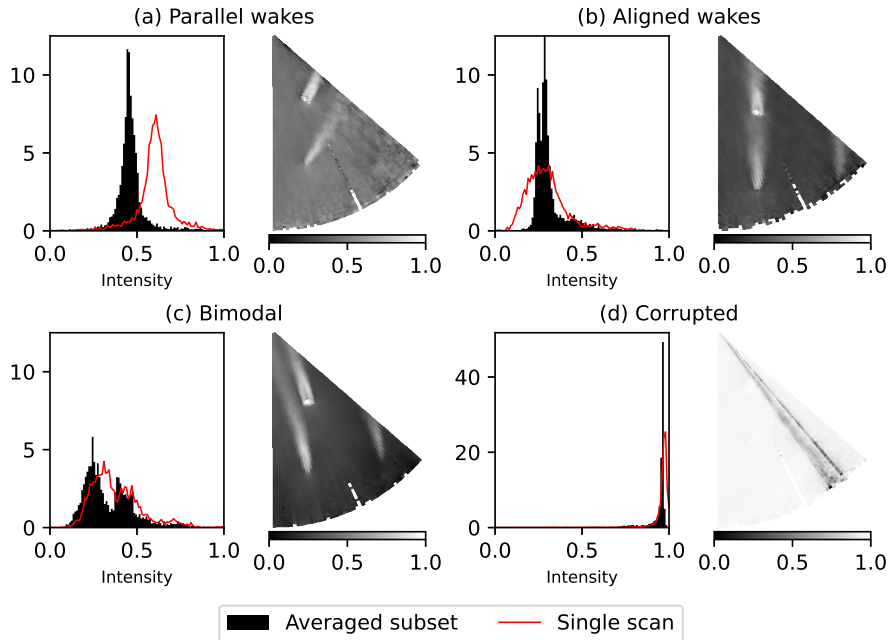 (a) Parallel wakes
(b) Aligned wakes
10
5
0
0.0 0.5 1.0
Intensity
0.0 0.5 1.0
10
5
0
0.0 0.5 1.0
Intensity
0.0 0.5 1.0
(c) Bimodal
(d) Corrupted
10
5
0
0.0 0.5 1.0
Intensity
0.0 0.5 1.0
40
20
0
0.0 0.5 1.0
Intensity
0.0 0.5 1.0
Averaged subset Single scan